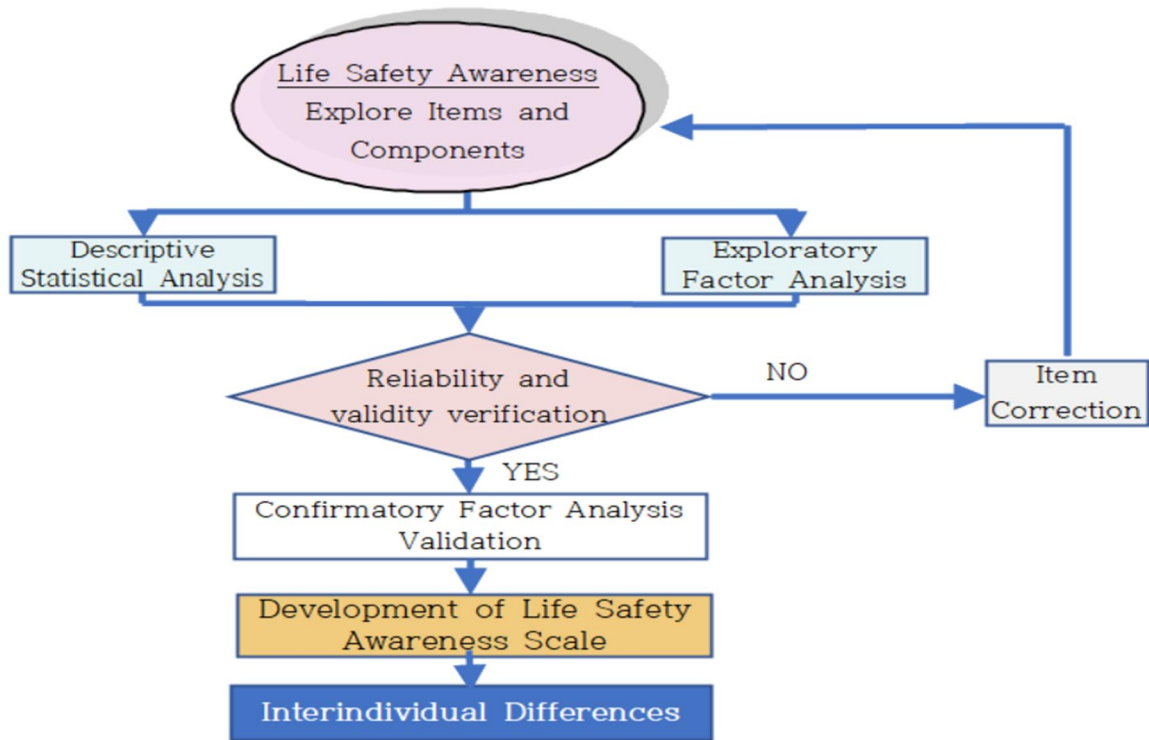 Life Safety Awareness
Explore Items and
Components
Descriptive
Statistical Analysis
Exploratory
Factor Analysis
Reliability and
validity verification
NO
Item
Correction
YES
Confirmatory Factor Analysis
Validation
Development of Life Safety
Awareness Scale
Interindividual Differences